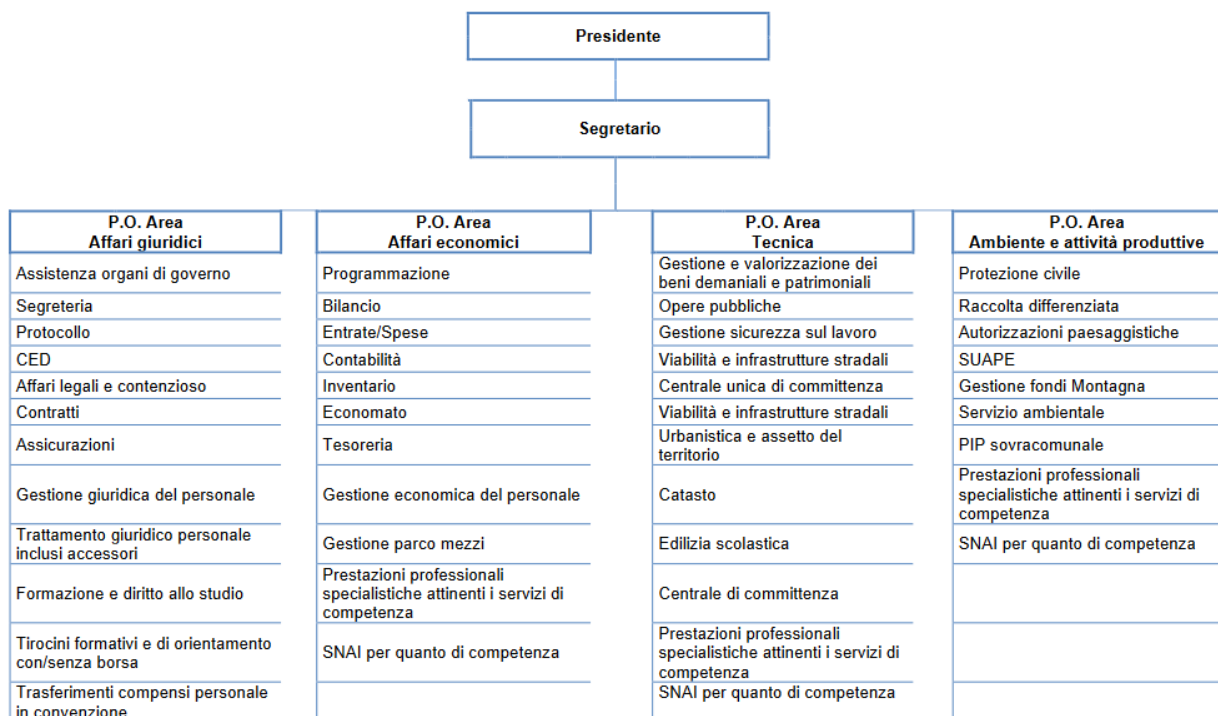 Presidente
Segretario
P.O. Area
Affari giuridici
Assistenza organi di governo
Segreteria
Protocollo
CED
Affari legali e contenzioso
Contratti
Assicurazioni
Gestione giuridica del personale
Trattamento giuridico personale
inclusi accessori
Formazione e diritto allo studio
Tirocini formativi e di orientamento
con/senza borsa
Trasferimenti compensi personale
in convenzione
P.O. Area
Affari economici
Programmazione
Bilancio
Entrate/Spese
Contabilità
Inventario
Economato
Tesoreria
Gestione economica del personale
Gestione parco mezzi
Prestazioni professionali
specialistiche attinenti i servizi di
competenza
SNAI per quanto di competenza
P.O. Area
Tecnica
Gestione e valorizzazione dei
beni demaniali e patrimoniali
Opere pubbliche
Gestione sicurezza sul lavoro
Viabilità e infrastrutture stradali
Centrale unica di committenza
Viabilità e infrastrutture stradali
Urbanistica e assetto del
territorio
Catasto
Edilizia scolastica
Centrale di committenza
Prestazioni professionali
specialistiche attinenti i servizi di
competenza
SNAI per quanto di competenza
P.O. Area
Ambiente e attività produttive
Protezione civile
Raccolta differenziata
Autorizzazioni paesaggistiche
SUAPE
Gestione fondi Montagna
Servizio ambientale
PIP sovracomunale
Prestazioni professionali
specialistiche attinenti i servizi di
competenza
SNAI per quanto di competenza